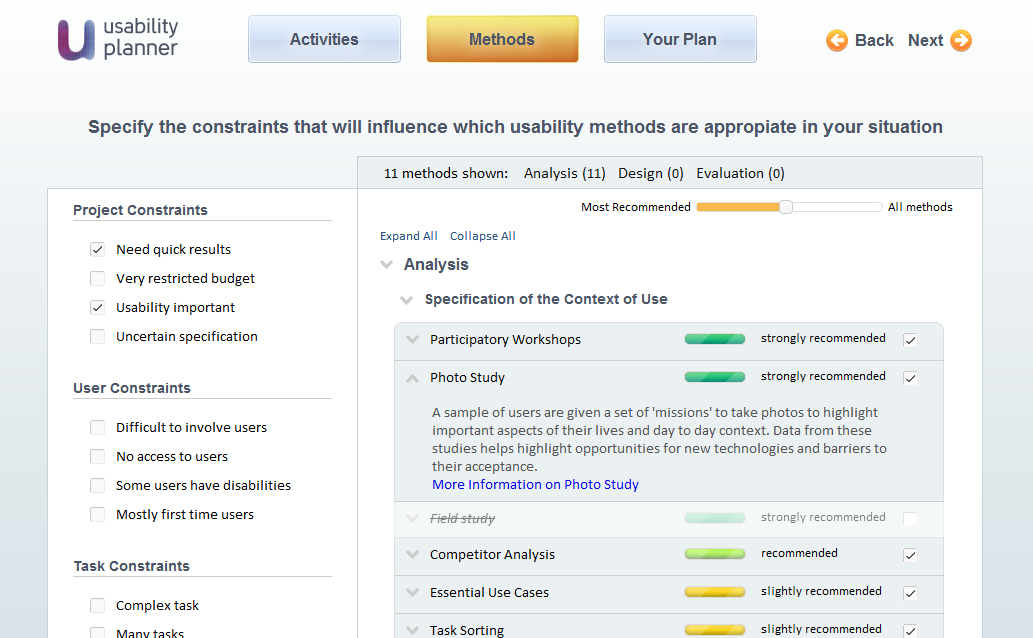 usability
planner
Activities
Methods
Your Plan
Back Next
Specify the constraints that will influence which usability methods are appropiate in your situation
11 methods shown: Analysis (11) Design (0) Evaluation (0)
Most Recommended All methods
Project Constraints
Need quick results
Very restricted budget
Usability important
Uncertain specification
User Constraints
Difficult to involve users
No access to users
Some users have disabilities
Mostly first time users
Task Constraints
Complex task
Many tasks
Expand All Collapse All
Analysis
Specification of the Context of Use
Participatory Workshops strongly recommended
Photo Study strongly recommended
A sample of users are given a set of 'missions' to take photos to highlight
important aspects of their lives and day to day context. Data from these
studies helps highlight opportunities for new technologies and barriers to
their acceptance.
More Information on Photo Study
Field study strongly recommended
Competitor Analysis recommended
Essential Use Cases slightly recommended
Task Sorting slightly recommended